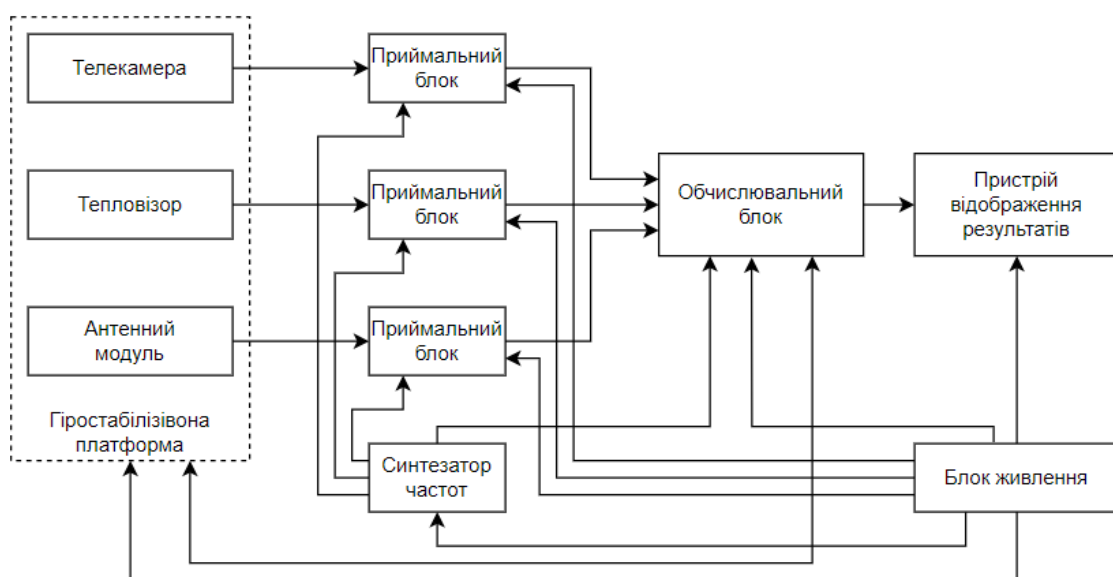 Телекамера
Приймальний
блок
Тепловізор
Приймальний
блок
Обчислювальний
блок
Пристрій
відображення
результатів
Антенний
модуль
Приймальний
блок
Гіростабілізівона
платформа
Синтезатор
частот
Блок живлення